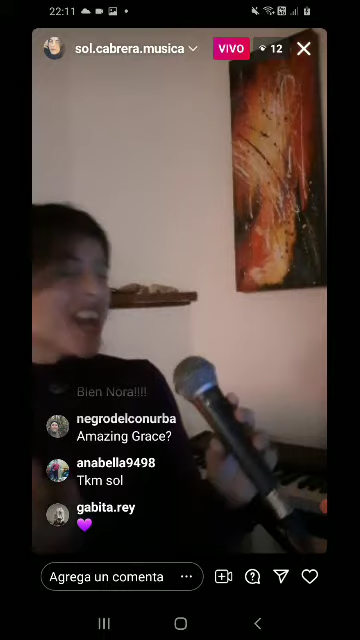 22:11
sol.cabrera.musica
VIVO
12
Bien Nora!!!!
negrodelconurba
Amazing Grace?
anabella9498
Tkm sol
gabita.rey
💜
Agrega un comenta